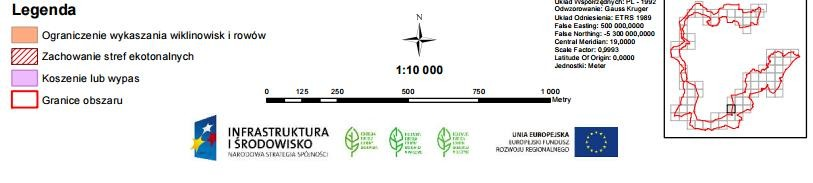 Legenda
Ograniczenie wykaszania wiklinowisk i rowów
Zachowanie stref ekotonalnych
Koszenie lub wypas
Granice obszaru
N
1:10 000
0 125 250 500 750 1 000
Metry
Układ Współrzędnych: PL - 1992
Odwzorowanie: Gauss Kruger
Układ Odniesienia: ETRS 1989
False Easting: 500 000,0000
False Northing: -5 300 000,0000
Central Meridian: 19,0000
Scale Factor: 0,9993
Latitude Of Origin: 0,0000
Jednostki: Meter
INFRASTRUKTURA
I ŚRODOWISKO
NARODOWA STRATEGIA SPÓJNOŚCI
UNIA EUROPEJSKA
EUROPEJSKI FUNDUSZ
ROZWOJU REGIONALNEGO